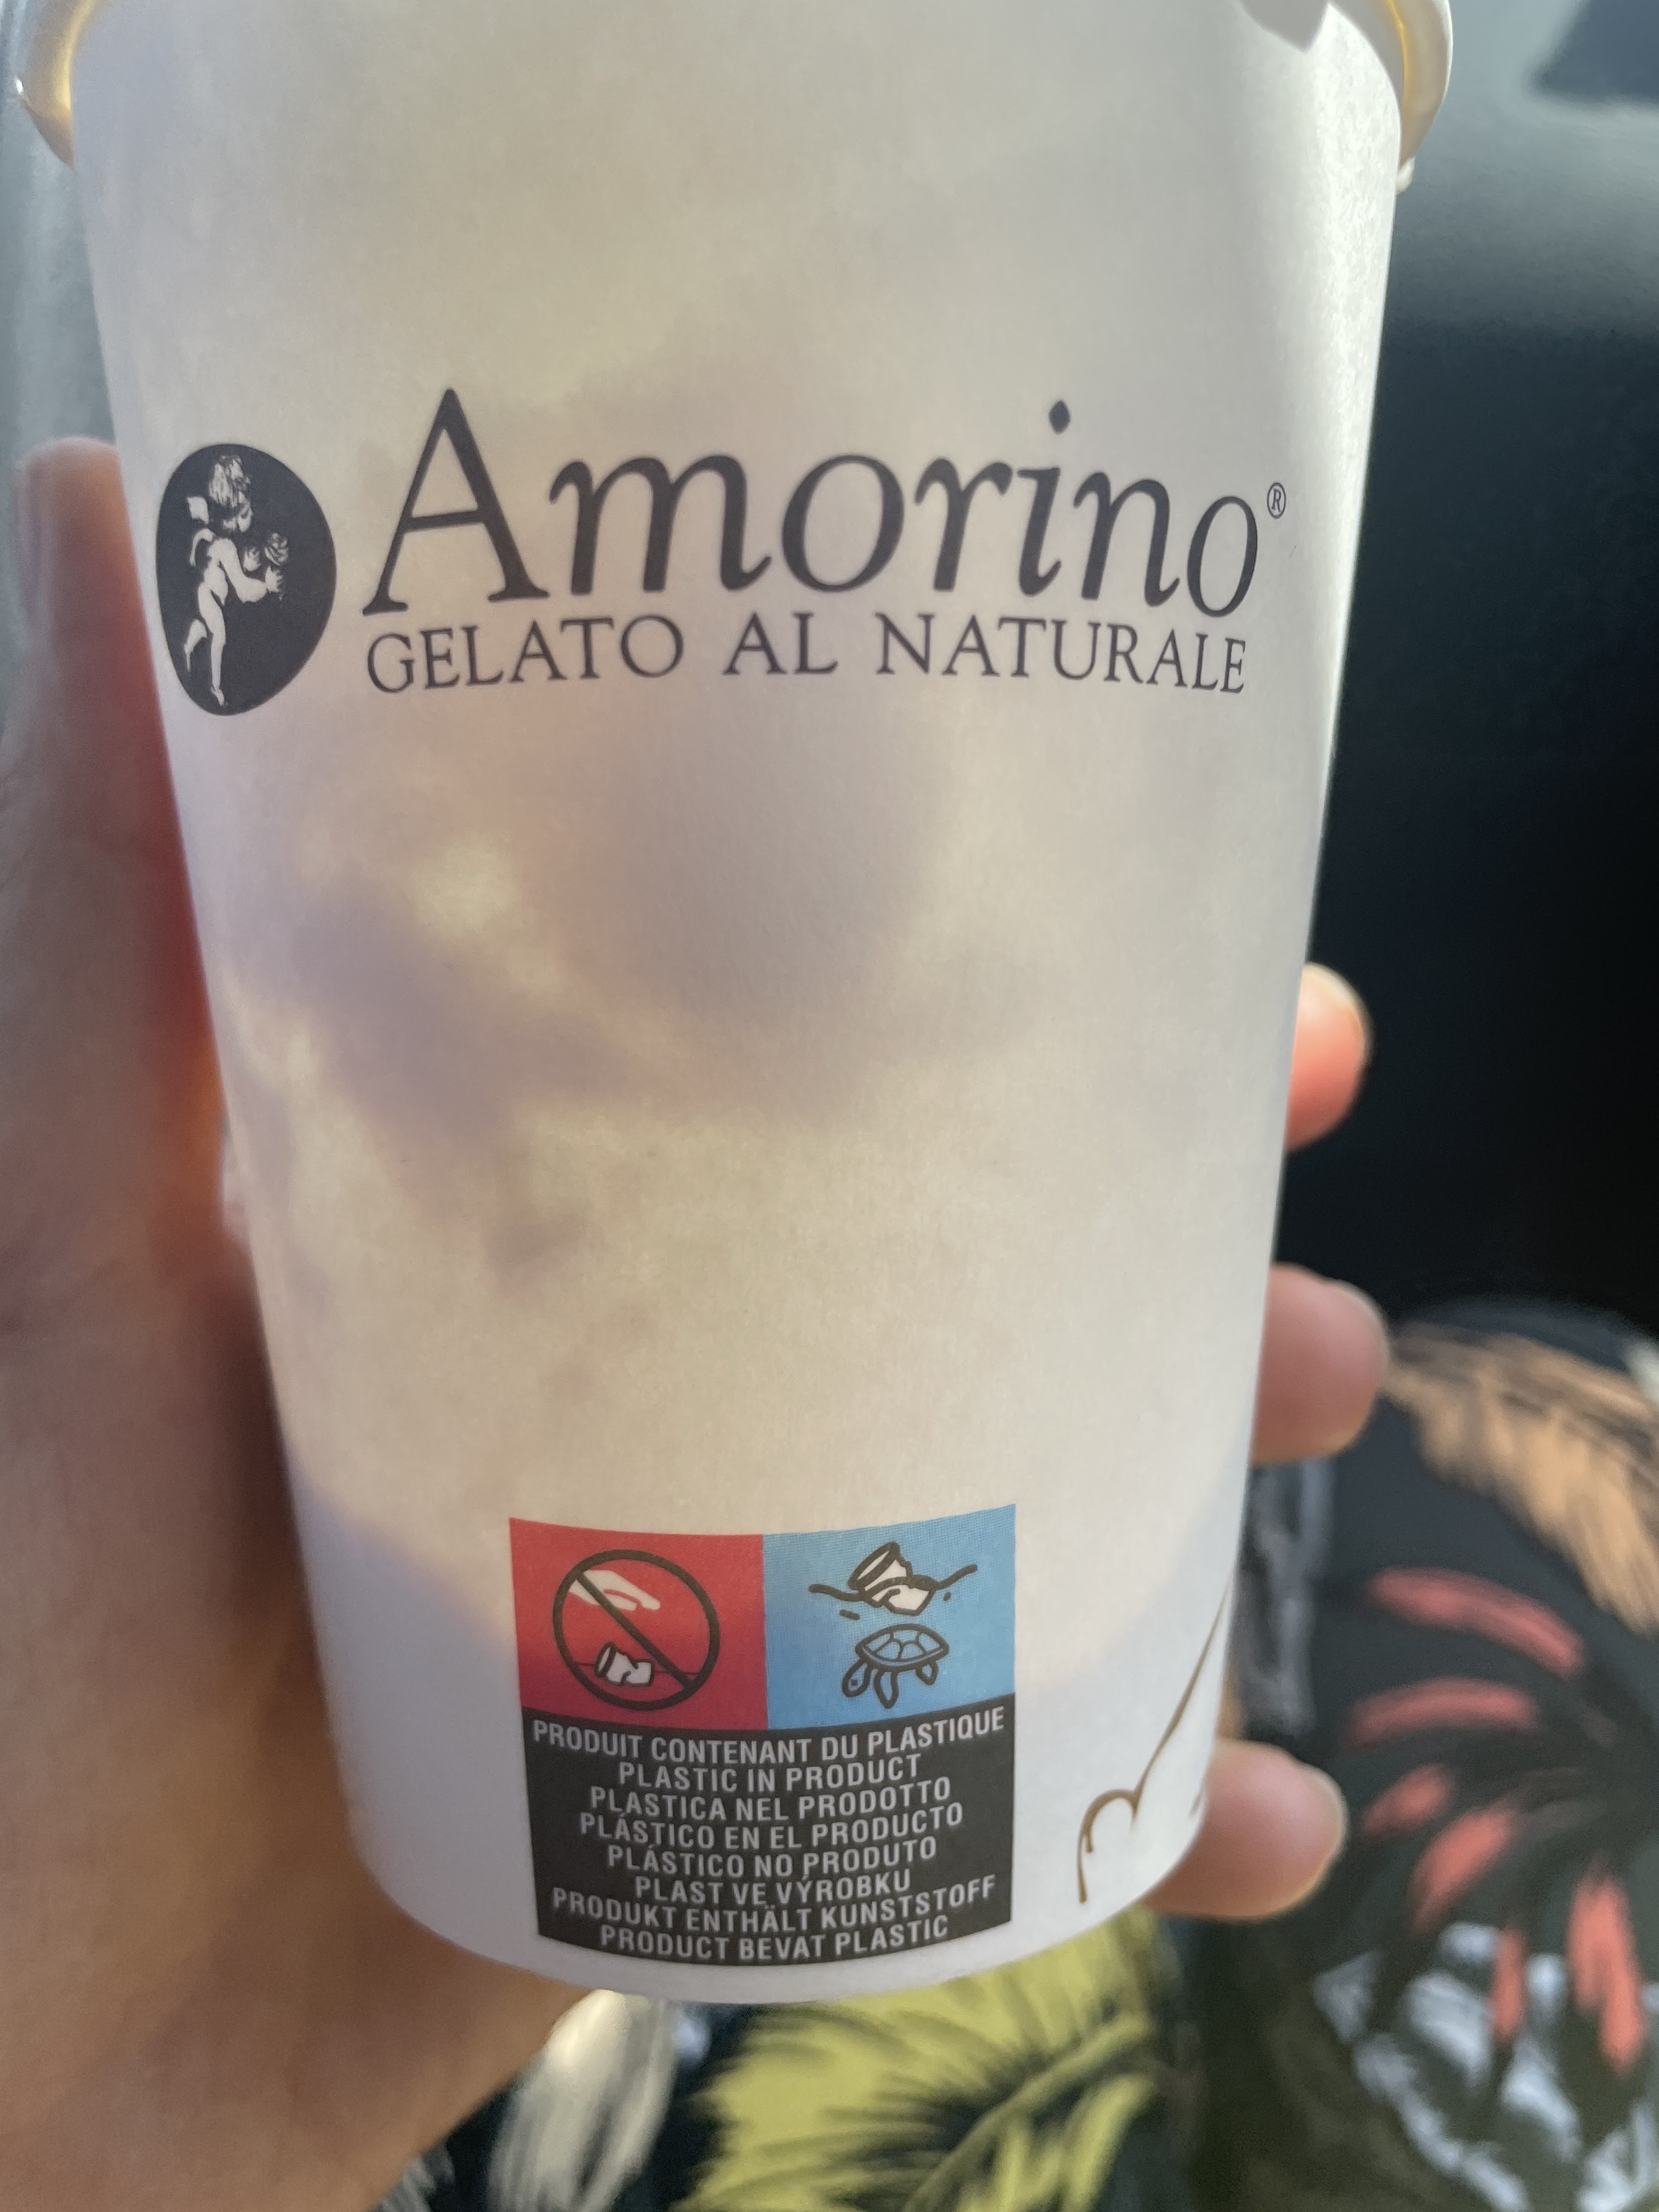 Amorino®
GELATO AL NATURALE
PRODUIT CONTENANT DU PLASTIQUE
PLASTIC IN PRODUCT
PLASTICA NEL PRODOTTO
PLÁSTICO EN EL PRODUCTO
PLÁSTICO NO PRODUTO
PLAST VE VÝROBKU
PRODUKT ENTHÄLT KUNSTSTOFF
PRODUCT BEVAT PLASTIC